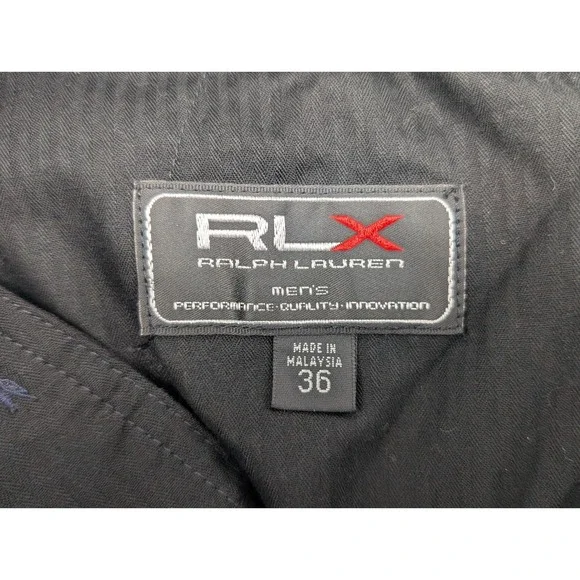 RLX
RALPH LAUREN
MEN'S
PERFORMANCE·QUALITY·INNOVATION
MADE IN
MALAYSIA
36